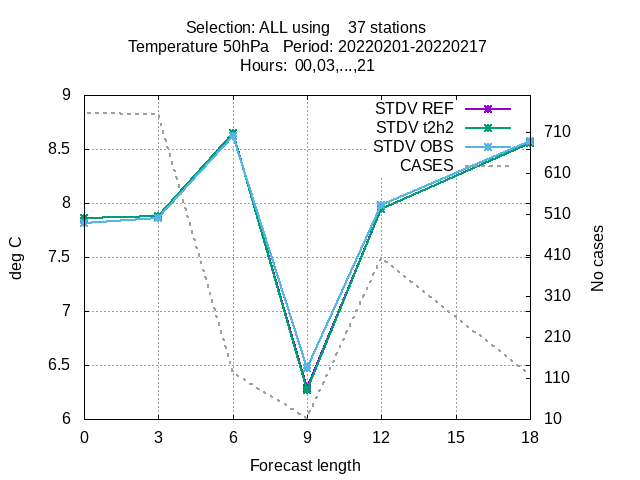 Selection: ALL using    37 stations
Temperature 50hPa   Period: 20220201-20220217
Hours:  00,03,...,21
STDV REF
STDV t2h2
STDV OBS
CASES
9
8.5
8
7.5
7
6.5
6
deg C
710
610
510
410
310
210
110
10
No cases
0 3 6 9 12 15 18
Forecast length